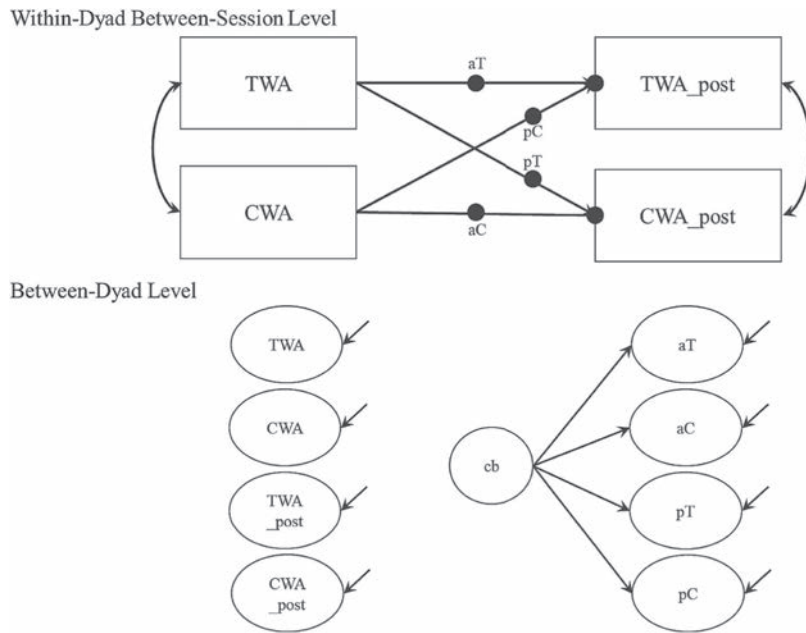 Within-Dyad Between-Session Level
TWA
aT
TWA_post
pC
pT
CWA
aC
CWA_post
Between-Dyad Level
TWA
aT
CWA
aC
cb
TWA
_post
pT
CWA
_post
pC